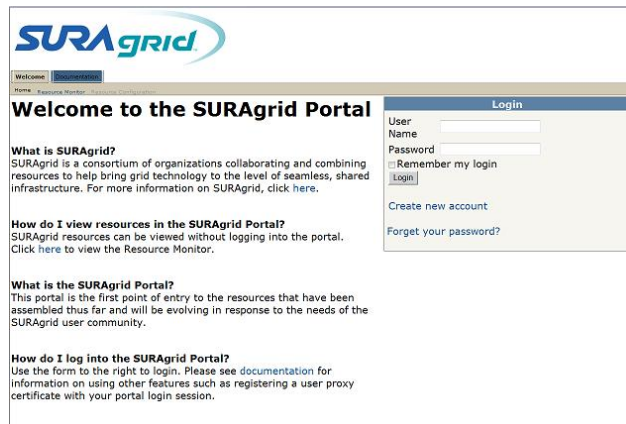 SURAgrid
Welcome Documentation
Home Resource Monitor Resource Configuration
Welcome to the SURAgrid Portal
What is SURAgrid?
SURAgrid is a consortium of organizations collaborating and combining
resources to help bring grid technology to the level of seamless, shared
infrastructure. For more information on SURAgrid, click here.
How do I view resources in the SURAgrid Portal?
SURAgrid resources can be viewed without logging into the portal.
Click here to view the Resource Monitor.
What is the SURAgrid Portal?
This portal is the first point of entry to the resources that have been
assembled thus far and will be evolving in response to the needs of the
SURAgrid user community.
How do I log into the SURAgrid Portal?
Use the form to the right to login. Please see documentation for
information on using other features such as registering a user proxy
certificate with your portal login session.
Login
User
Name
Password
Remember my login
Login
Create new account
Forget your password?